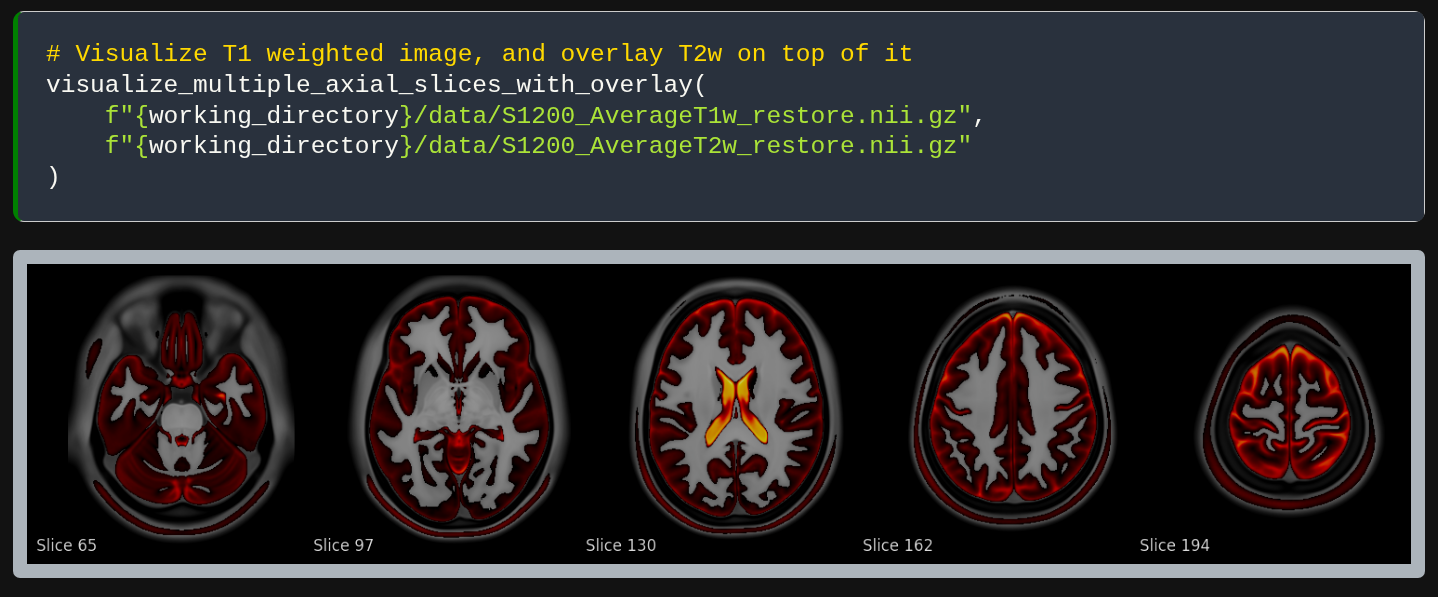 # Visualize T1 weighted image, and overlay T2w on top of it
visualize_multiple_axial_slices_with_overlay(
    f"{working_directory}/data/S1200_AverageT1w_restore.nii.gz",
    f"{working_directory}/data/S1200_AverageT2w_restore.nii.gz"
)
Slice 65 Slice 97 Slice 130 Slice 162 Slice 194